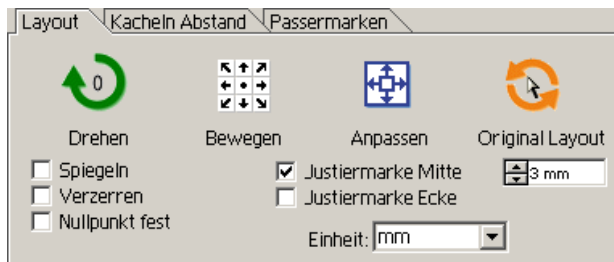 Layout Kacheln Abstand Passermarken
0
Drehen Bewegen Anpassen Original Layout
Spiegeln Justiermarke Mitte 3 mm
Verzerren Justiermarke Ecke
Nullpunkt fest
Einheit: mm